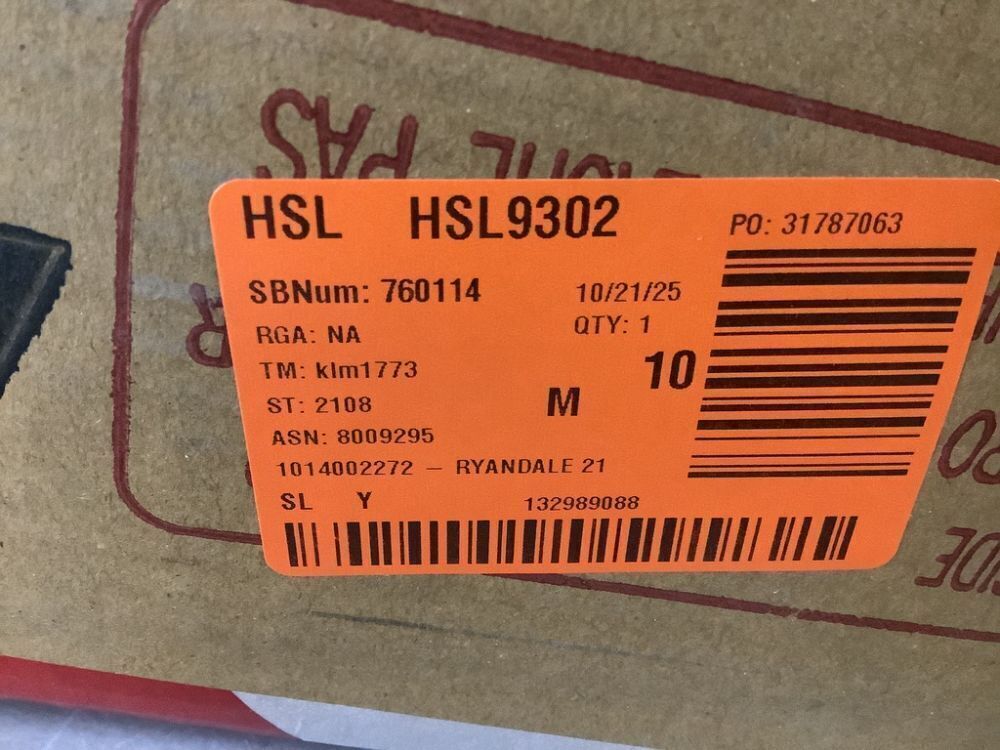 PAS
HSL HSL9302 PO: 31787063
SBNum: 760114 10/21/25
RGA: NA QTY: 1
TM: klm1773 10
ST: 2108 M
ASN: 8009295
1014002272 – RYANDALE 21
SL Y 132989088